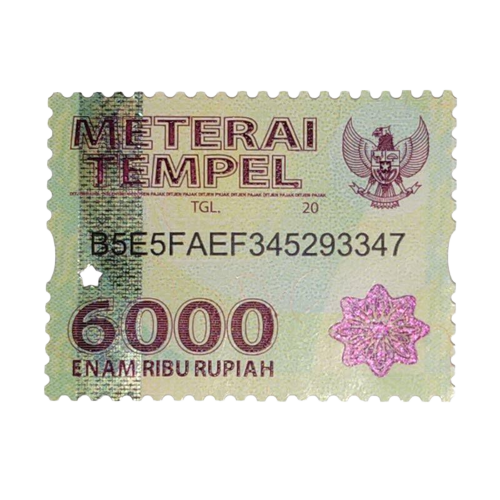 METERAI
TEMPEL
TGL. 20
B5E5FAEF345293347
6000
ENAM RIBU RUPIAH